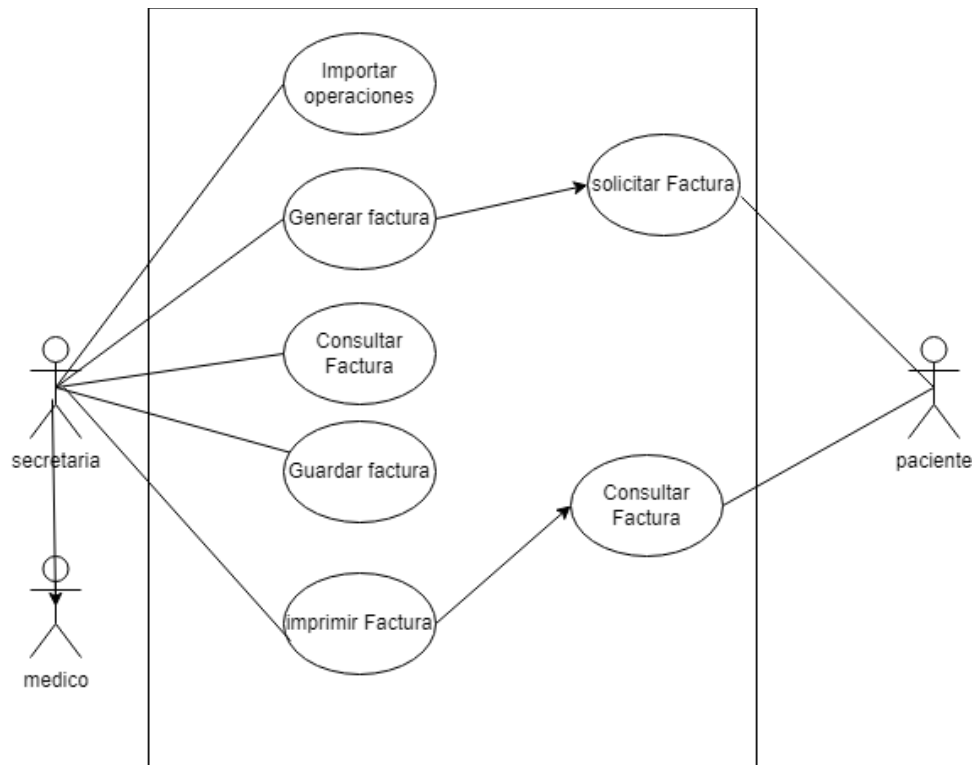 Importar
operaciones
solicitar Factura
Generar factura
Consultar
Factura
secretaria
Guardar factura
paciente
Consultar
Factura
imprimir Factura
medico